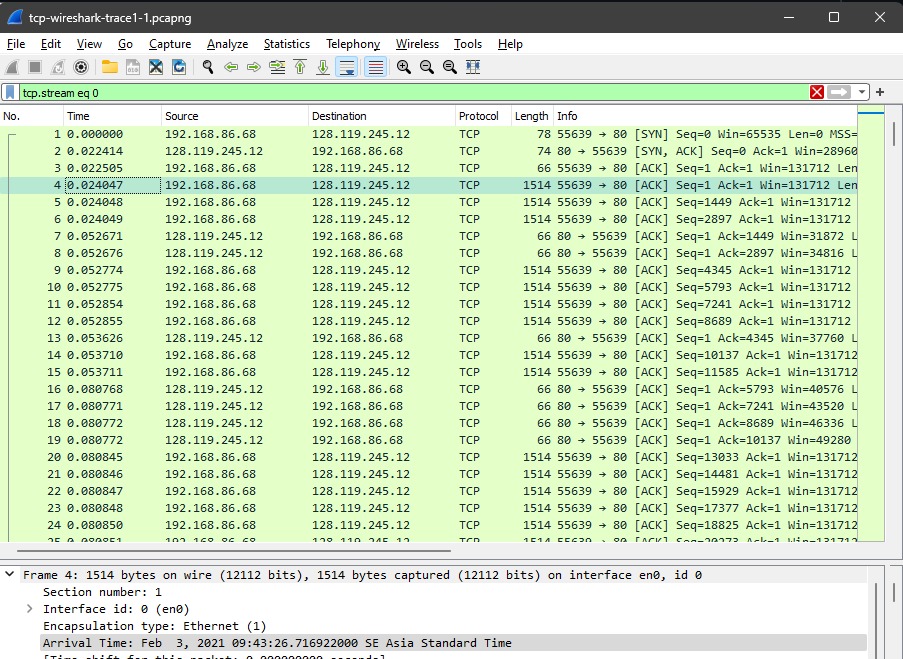 tcp-wireshark-trace1-1.pcapng
File Edit View Go Capture Analyze Statistics Telephony Wireless Tools Help
tcp.stream eq 0
No. Time Source Destination Protocol Length Info
1 0.000000 192.168.86.68 128.119.245.12 TCP 78 55639 → 80 [SYN] Seq=0 Win=65535 Len=0 MSS=
2 0.022414 128.119.245.12 192.168.86.68 TCP 74 80 → 55639 [SYN, ACK] Seq=0 Ack=1 Win=28960
3 0.022505 192.168.86.68 128.119.245.12 TCP 66 55639 → 80 [ACK] Seq=1 Ack=1 Win=131712 Len
4 0.024047 192.168.86.68 128.119.245.12 TCP 1514 55639 → 80 [ACK] Seq=1 Ack=1 Win=131712 Len
5 0.024048 192.168.86.68 128.119.245.12 TCP 1514 55639 → 80 [ACK] Seq=1449 Ack=1 Win=131712
6 0.024049 192.168.86.68 128.119.245.12 TCP 1514 55639 → 80 [ACK] Seq=2897 Ack=1 Win=131712
7 0.052671 128.119.245.12 192.168.86.68 TCP 66 80 → 55639 [ACK] Seq=1 Ack=1449 Win=31872 L
8 0.052676 128.119.245.12 192.168.86.68 TCP 66 80 → 55639 [ACK] Seq=1 Ack=2897 Win=34816 L
9 0.052774 192.168.86.68 128.119.245.12 TCP 1514 55639 → 80 [ACK] Seq=4345 Ack=1 Win=131712
10 0.052775 192.168.86.68 128.119.245.12 TCP 1514 55639 → 80 [ACK] Seq=5793 Ack=1 Win=131712
11 0.052854 192.168.86.68 128.119.245.12 TCP 1514 55639 → 80 [ACK] Seq=7241 Ack=1 Win=131712
12 0.052855 192.168.86.68 128.119.245.12 TCP 1514 55639 → 80 [ACK] Seq=8689 Ack=1 Win=131712
13 0.053626 128.119.245.12 192.168.86.68 TCP 66 80 → 55639 [ACK] Seq=1 Ack=4345 Win=37760 L
14 0.053710 192.168.86.68 128.119.245.12 TCP 1514 55639 → 80 [ACK] Seq=10137 Ack=1 Win=131712
15 0.053711 192.168.86.68 128.119.245.12 TCP 1514 55639 → 80 [ACK] Seq=11585 Ack=1 Win=131712
16 0.080768 128.119.245.12 192.168.86.68 TCP 66 80 → 55639 [ACK] Seq=1 Ack=5793 Win=40576 L
17 0.080771 128.119.245.12 192.168.86.68 TCP 66 80 → 55639 [ACK] Seq=1 Ack=7241 Win=43520 L
18 0.080772 128.119.245.12 192.168.86.68 TCP 66 80 → 55639 [ACK] Seq=1 Ack=8689 Win=46336 L
19 0.080772 128.119.245.12 192.168.86.68 TCP 66 80 → 55639 [ACK] Seq=1 Ack=10137 Win=49280
20 0.080845 192.168.86.68 128.119.245.12 TCP 1514 55639 → 80 [ACK] Seq=13033 Ack=1 Win=131712
21 0.080846 192.168.86.68 128.119.245.12 TCP 1514 55639 → 80 [ACK] Seq=14481 Ack=1 Win=131712
22 0.080847 192.168.86.68 128.119.245.12 TCP 1514 55639 → 80 [ACK] Seq=15929 Ack=1 Win=131712
23 0.080848 192.168.86.68 128.119.245.12 TCP 1514 55639 → 80 [ACK] Seq=17377 Ack=1 Win=131712
24 0.080850 192.168.86.68 128.119.245.12 TCP 1514 55639 → 80 [ACK] Seq=18825 Ack=1 Win=131712
25 0.080851 192.168.86.68 128.119.245.12 TCP 1514 55639 → 80 [ACK] Seq=20273 Ack=1 Win=131712
Frame 4: 1514 bytes on wire (12112 bits), 1514 bytes captured (12112 bits) on interface en0, id 0
Section number: 1
Interface id: 0 (en0)
Encapsulation type: Ethernet (1)
Arrival Time: Feb  3, 2021 09:43:26.716922000 SE Asia Standard Time
[Time shift for this packet: 0.000000000 seconds]